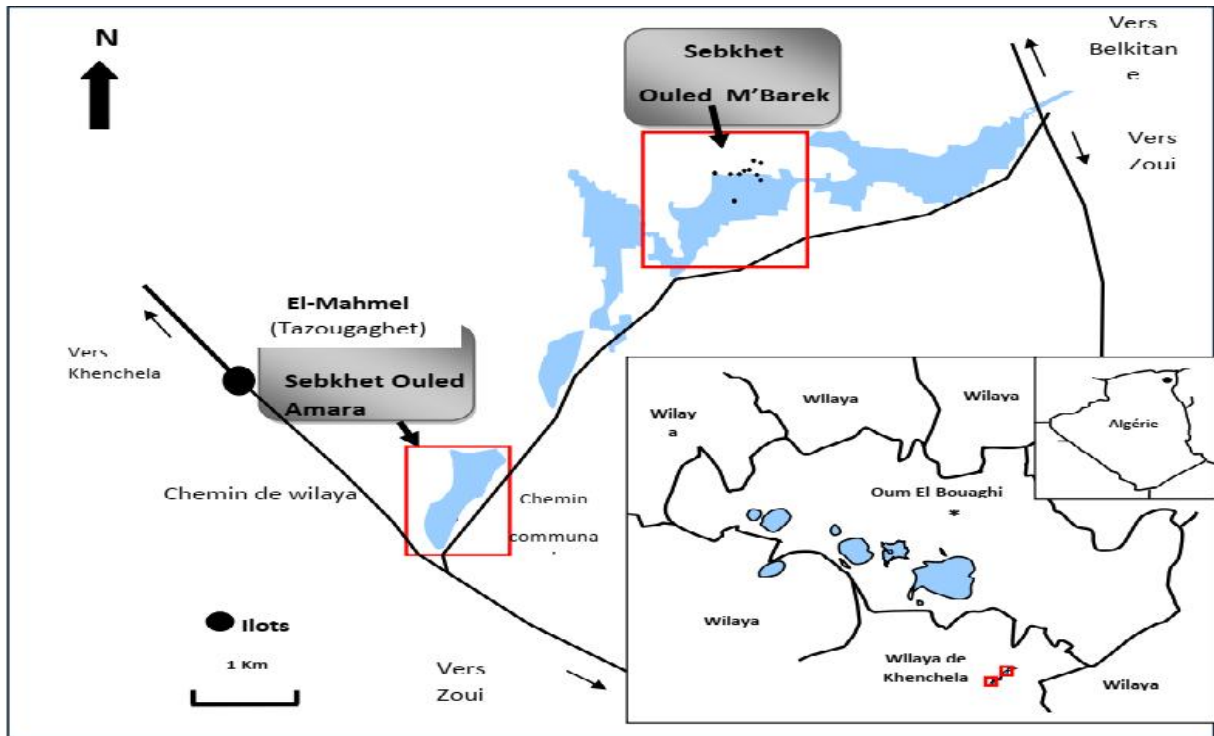 N
Sebkhet
Ouled M'Barek
Vers
Belkitan
e
Vers
Zoui
El-Mahmel
(Tazougaghet)
Vers
Khenchela
Sebkhet Ouled
Amara
Chemin de wilaya
Chemin
communa
Ilots
1 Km
Vers
Zoui
Wilay
a
Wilaya
Wilaya
Algérie
Oum El Bouaghi
*
Wilaya
Wilaya de
Khenchela
Wilaya